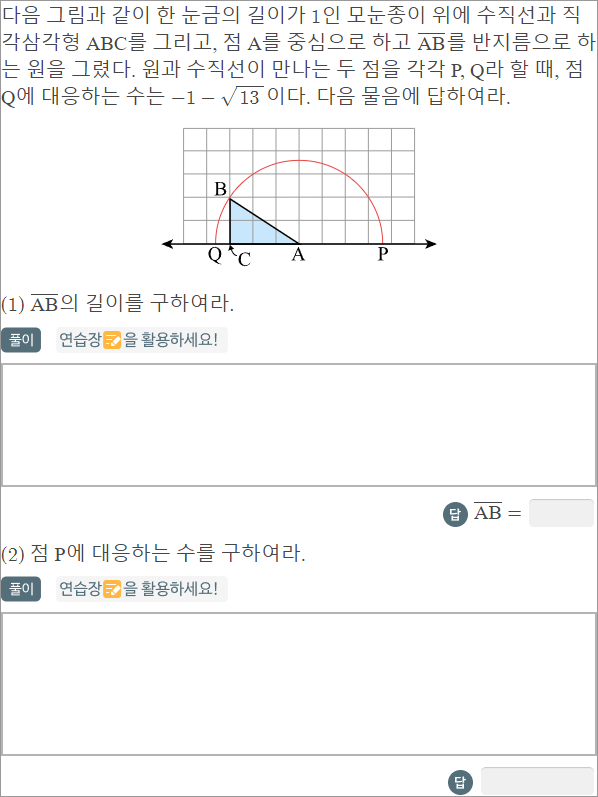 다음 그림과 같이 한 눈금의 길이가 1인 모눈종이 위에 수직선과 직
각삼각형 ABC를 그리고, 점 A를 중심으로 하고 \overline{AB}를 반지름으로 하
는 원을 그렸다. 원과 수직선이 만나는 두 점을 각각 P, Q라 할 때, 점
Q에 대응하는 수는 −1−√13이다. 다음 물음에 답하여라.
B
Q C A P
(1) \overline{AB}의 길이를 구하여라.
풀이 연습장을 활용하세요!
답 \overline{AB} =
(2) 점 P에 대응하는 수를 구하여라.
풀이 연습장을 활용하세요!
답